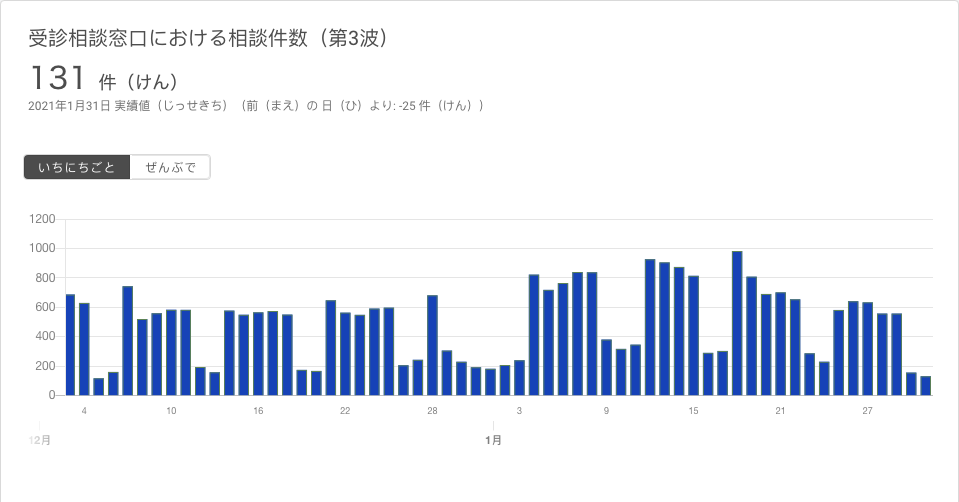 受診相談窓口における相談件数（第3波）
131 件（けん）
2021年1月31日 実績値（じっせきち）（前（まえ）の 日（ひ）より: -25 件（けん））
いちにちごと ぜんぶで
1200
1000
800
600
400
200
0
4 10 16 22 28 3 9 15 21 27
12月 1月